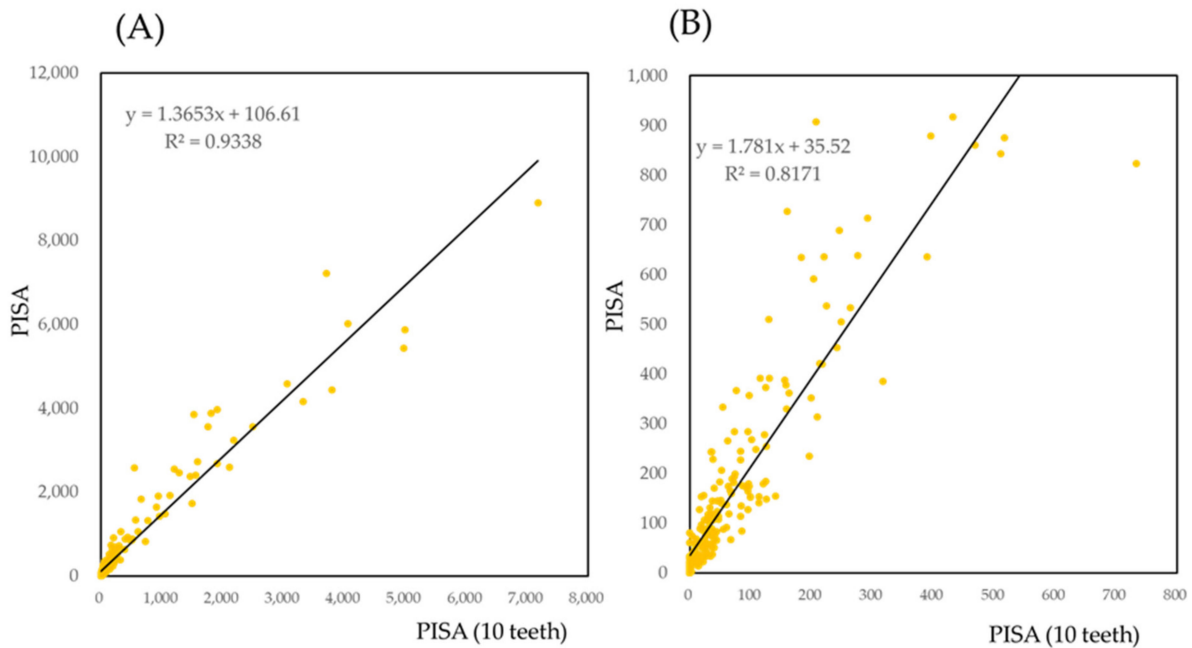 (A)
12,000
10,000
8,000
6,000
4,000
2,000
0
y = 1.3653x + 106.61
R² = 0.9338
PISA
0 1,000 2,000 3,000 4,000 5,000 6,000 7,000 8,000
PISA (10 teeth)
(B)
1,000
900
800
700
600
500
400
300
200
100
0
y = 1.781x + 35.52
R² = 0.8171
PISA
0 100 200 300 400 500 600 700 800
PISA (10 teeth)